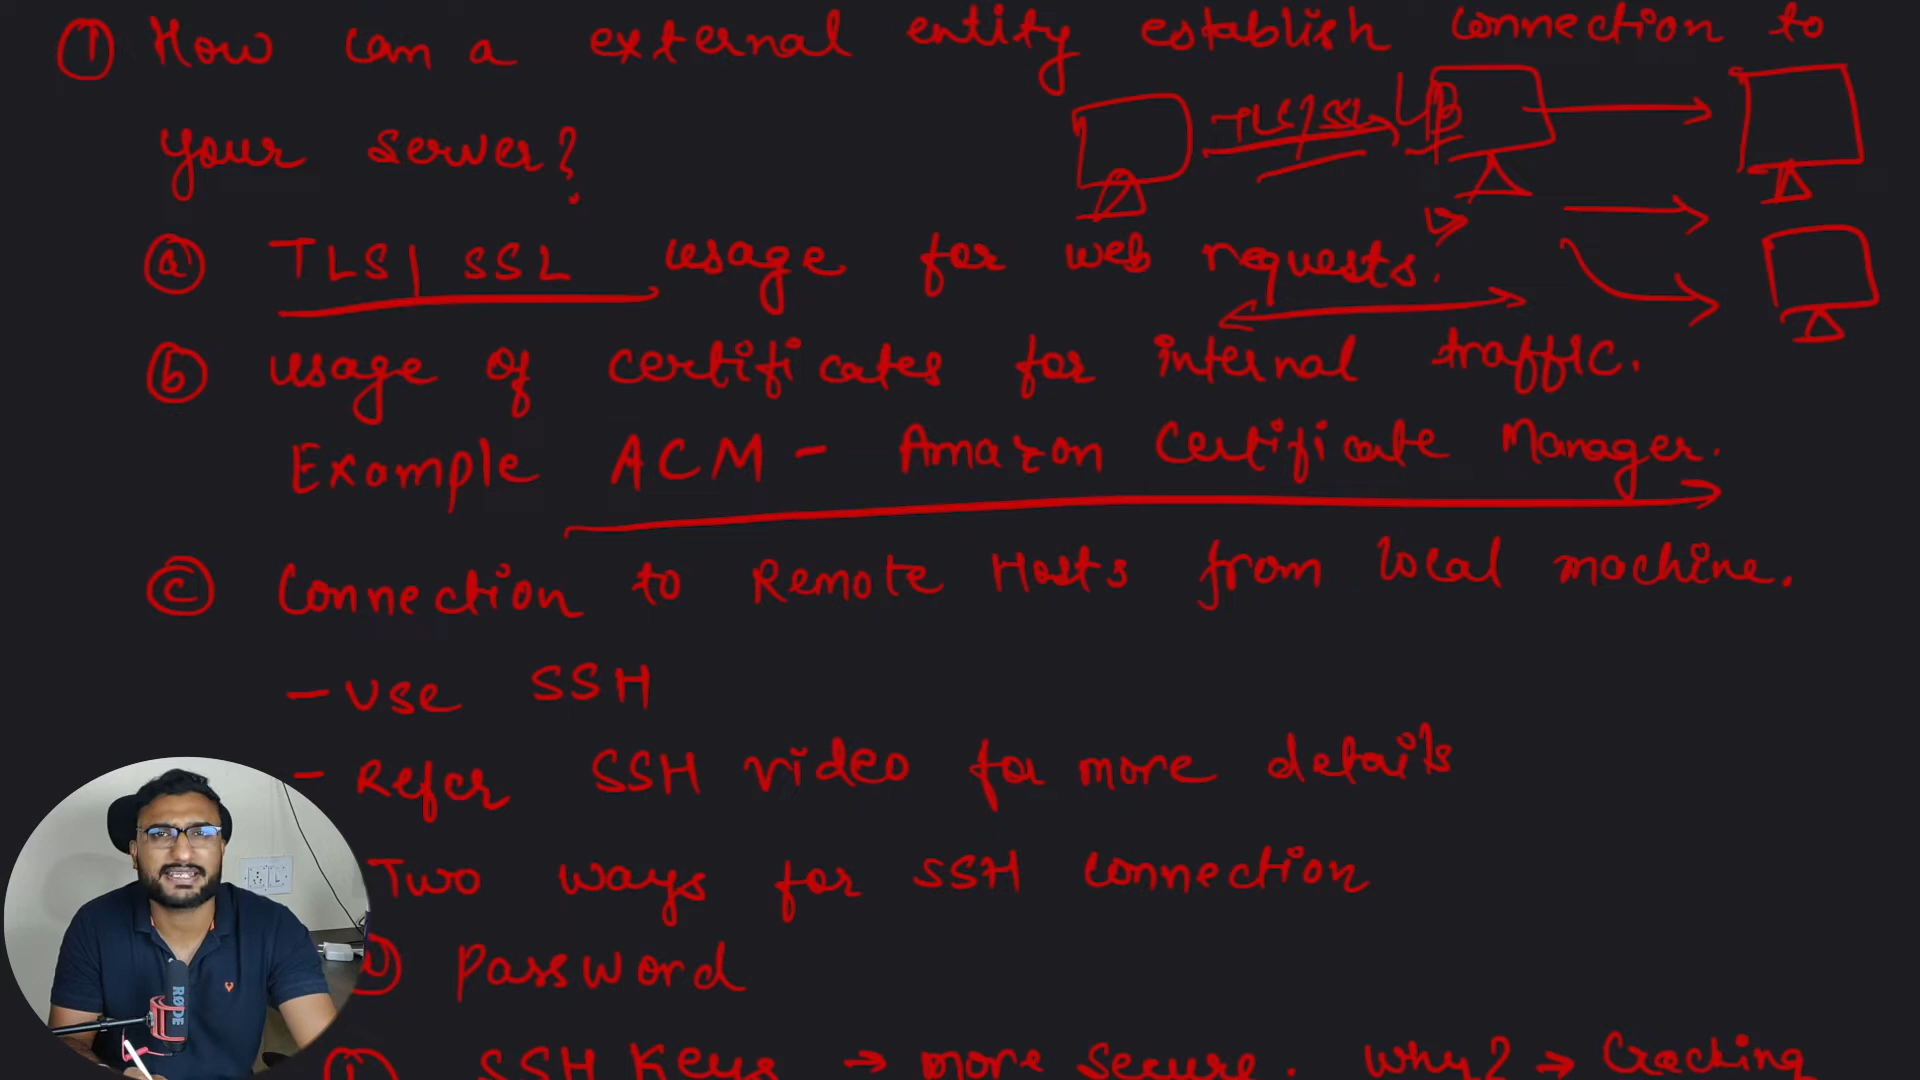 ① How can a external entity establish connection to
your server?
TLS/SSL LB
ⓐ TLS| SSL usage for web requests.
ⓑ usage of certificates for internal traffic.
Example ACM - Amazon Certificate Manager.
ⓒ Connection to Remote Hosts from local machine.
- Use SSH
- Refer SSH video for more details
Two ways for SSH connection
Password
SSH Keys → more secure. Why? → Cracking
RØDE